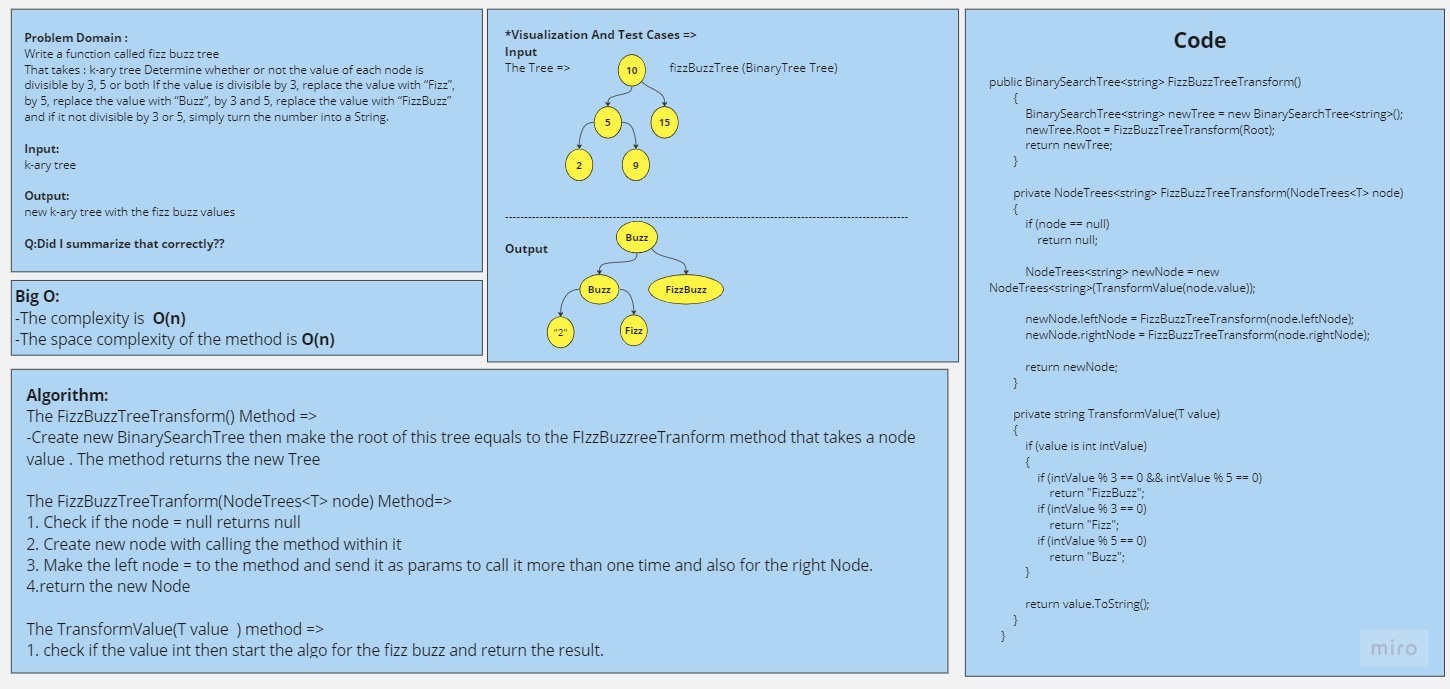 Problem Domain :
Write a function called fizz buzz tree
That takes : k-ary tree Determine whether or not the value of each node is
divisible by 3, 5 or both If the value is divisible by 3, replace the value with “Fizz”,
by 5, replace the value with “Buzz”, by 3 and 5, replace the value with “FizzBuzz”
and if it not divisible by 3 or 5, simply turn the number into a String.
Input:
k-ary tree
Output:
new k-ary tree with the fizz buzz values
Q:Did I summarize that correctly??
Big O:
-The complexity is O(n)
-The space complexity of the method is O(n)
*Visualization And Test Cases =>
Input
The Tree =>
fizzBuzzTree (BinaryTree Tree)
10
5
15
2
9
--------------------------------------------------------------------------------------------------------------
Output
Buzz
Buzz
FizzBuzz
"2"
Fizz
Algorithm:
The FizzBuzzTreeTransform() Method =>
-Create new BinarySearchTree then make the root of this tree equals to the FIzzBuzzreeTranform method that takes a node
value . The method returns the new Tree
The FizzBuzzTreeTranform(NodeTrees<T> node) Method=>
1. Check if the node = null returns null
2. Create new node with calling the method within it
3. Make the left node = to the method and send it as params to call it more than one time and also for the right Node.
4.return the new Node
The TransformValue(T value ) method =>
1. check if the value int then start the algo for the fizz buzz and return the result.
Code
public BinarySearchTree<string> FizzBuzzTreeTransform()
{
BinarySearchTree<string> newTree = new BinarySearchTree<string>();
newTree.Root = FizzBuzzTreeTransform(Root);
return newTree;
}
private NodeTrees<string> FizzBuzzTreeTransform(NodeTrees<T> node)
{
if (node == null)
return null;
NodeTrees<string> newNode = new
NodeTrees<string>(TransformValue(node.value));
newNode.leftNode = FizzBuzzTreeTransform(node.leftNode);
newNode.rightNode = FizzBuzzTreeTransform(node.rightNode);
return newNode;
}
private string TransformValue(T value)
{
if (value is int intValue)
{
if (intValue % 3 == 0 && intValue % 5 == 0)
return "FizzBuzz";
if (intValue % 3 == 0)
return "Fizz";
if (intValue % 5 == 0)
return "Buzz";
}
return value.ToString();
}
}
miro